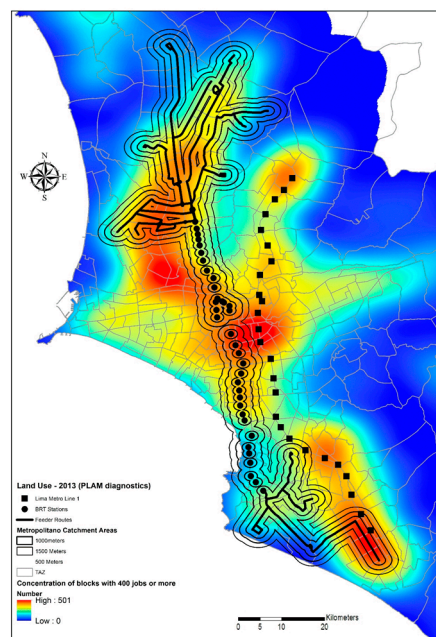 N
W E
S
Land Use - 2013 (PLAM diagnostics)
Lima Metro Line 1
BRT Stations
Feeder Routes
Metropolitano Catchment Areas
1000meters
1500 Meters
500 Meters
TAZ
Concentration of blocks with 400 jobs or more
Number
High : 501
Low : 0
Kilometers
0 5 10 20